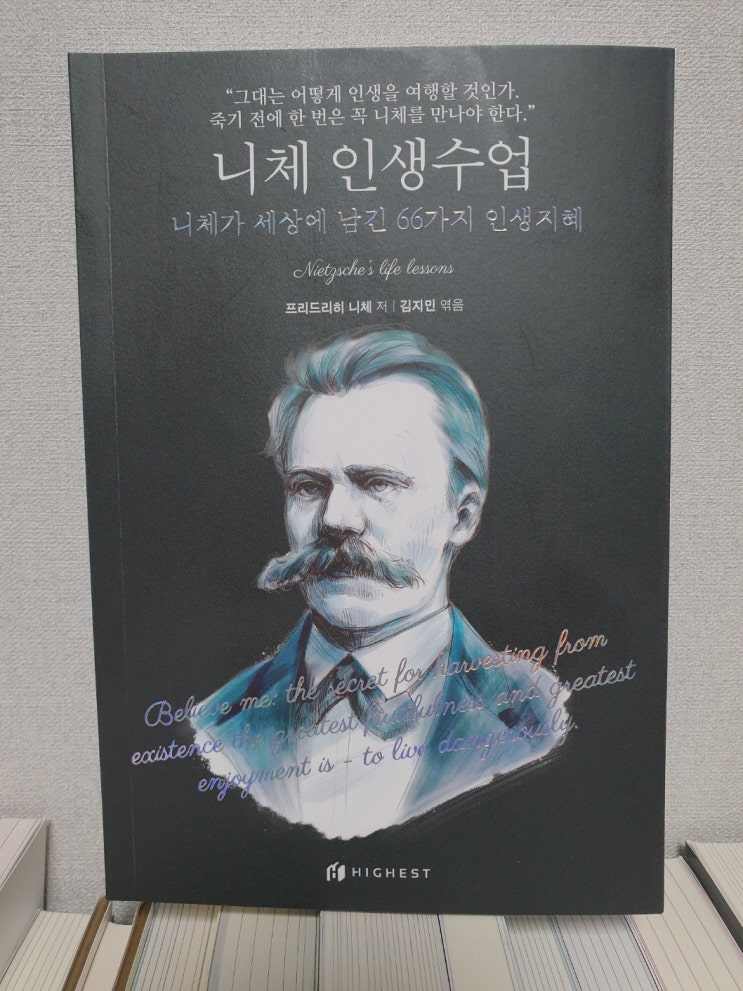 “그대는 어떻게 인생을 여행할 것인가.
죽기 전에 한 번은 꼭 니체를 만나야 한다.”
니체 인생수업
니체가 세상에 남긴 66가지 인생지혜
Nietzsche's life lessons
프리드리히 니체 저 | 김지민 엮음
Believe me: the secret for harvesting from
existence the greatest fruitfulness and greatest
enjoyment is - to live dangerously.
HIGHEST